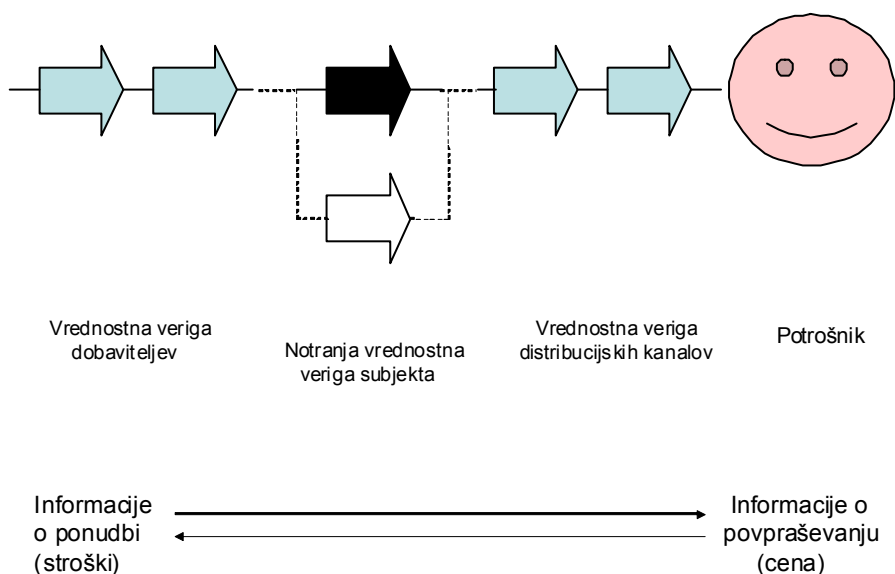 Vrednostna veriga
dobaviteljev
Notranja vrednostna
veriga subjekta
Vrednostna veriga
distribucijskih kanalov
Potrošnik
Informacije
o ponudbi
(stroški)
Informacije o
povpraševanju
(cena)